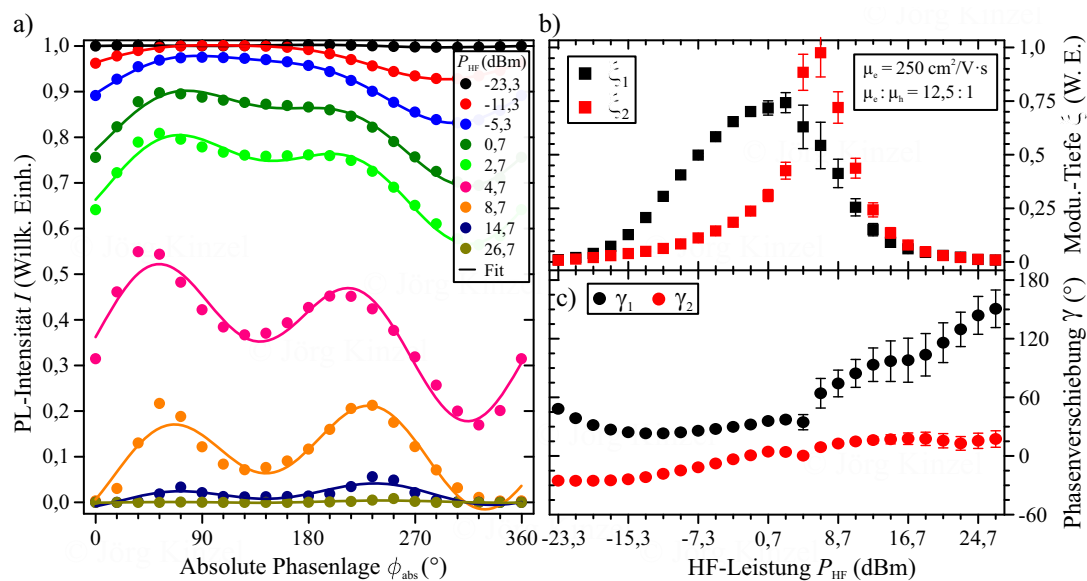 a)
PL-Intensität I (Willk. Einh.)
1,0
0,9
0,8
0,7
0,6
0,5
0,4
0,3
0,2
0,1
0,0
P_HF (dBm)
-23,3
-11,3
-5,3
0,7
2,7
4,7
8,7
14,7
26,7
Fit
0 90 180 270 360
Absolute Phasenlage ϕ_abs (°)
b)
ξ₁
ξ₂
μ_e = 250 cm²/V·s
μ_e : μ_h = 12,5 : 1
1,0
0,75
0,5
0,25
0
Modu.-Tiefe ξ (W. E.)
c)
γ₁ γ₂
180
120
60
0
-60
Phasenverschiebung γ (°)
-23,3 -15,3 -7,3 0,7 8,7 16,7 24,7
HF-Leistung P_HF (dBm)
© Jörg Kinzel